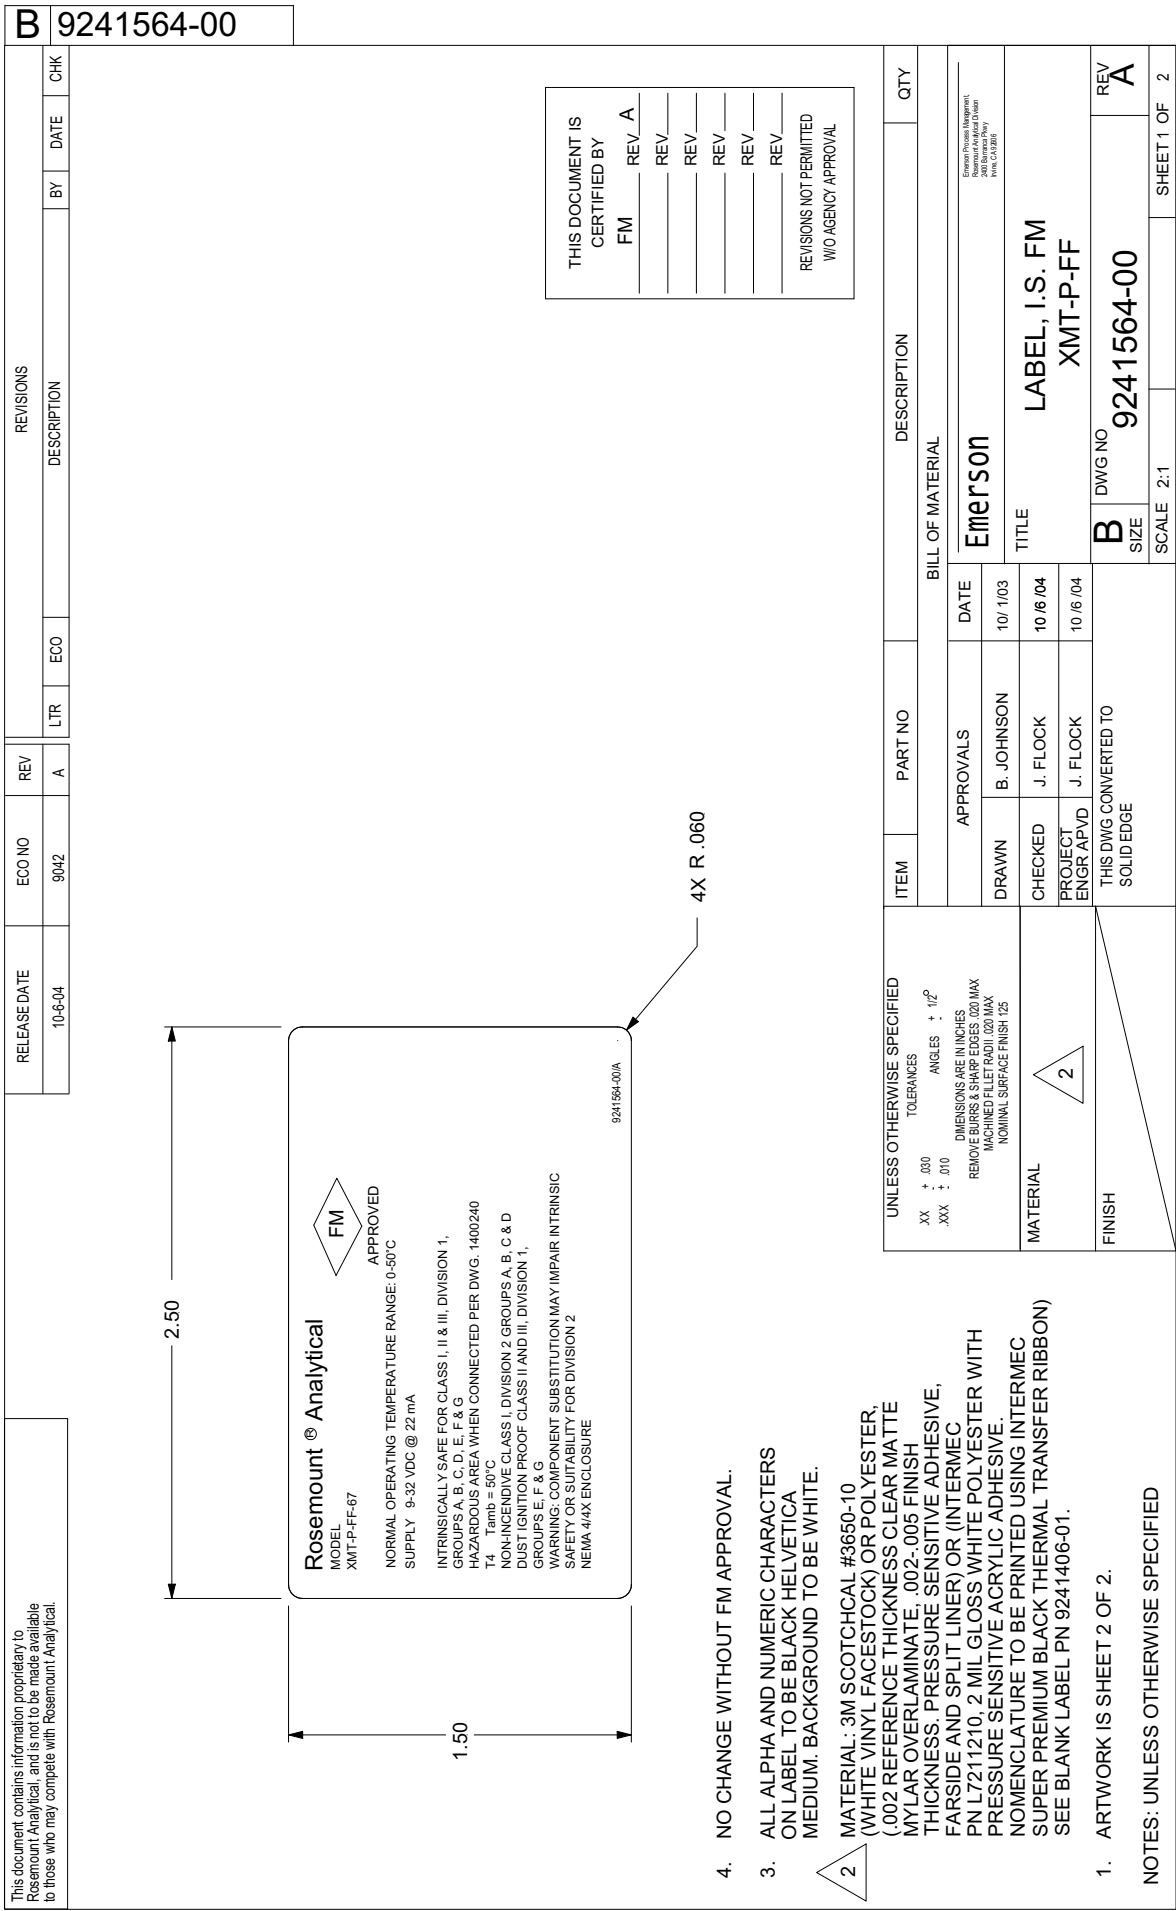 B 9241564-00
This document contains information proprietary to
Rosemount Analytical, and is not to be made available
to those who may compete with Rosemount Analytical.
RELEASE DATE ECO NO REV
10-6-04 9042 A
REVISIONS
LTR ECO DESCRIPTION BY DATE CHK
2.50
1.50
4X R .060
Rosemount ® Analytical
MODEL
XMT-P-FF-67
FM
APPROVED
NORMAL OPERATING TEMPERATURE RANGE: 0-50°C
SUPPLY 9-32 VDC @ 22 mA
INTRINSICALLY SAFE FOR CLASS I, II & III, DIVISION 1,
GROUPS A, B, C, D, E, F & G
HAZARDOUS AREA WHEN CONNECTED PER DWG. 1400240
T4 Tamb = 50°C
NON-INCENDIVE CLASS I, DIVISION 2 GROUPS A, B, C & D
DUST IGNITION PROOF CLASS II AND III, DIVISION 1,
GROUPS E, F & G
WARNING: COMPONENT SUBSTITUTION MAY IMPAIR INTRINSIC
SAFETY OR SUITABILITY FOR DIVISION 2
NEMA 4/4X ENCLOSURE
9241564-00/A
THIS DOCUMENT IS
CERTIFIED BY
FM REV A
REV
REV
REV
REV
REV
REVISIONS NOT PERMITTED
W/O AGENCY APPROVAL
4. NO CHANGE WITHOUT FM APPROVAL.
3. ALL ALPHA AND NUMERIC CHARACTERS
ON LABEL TO BE BLACK HELVETICA
MEDIUM. BACKGROUND TO BE WHITE.
2 MATERIAL: 3M SCOTCHCAL #3650-10
(WHITE VINYL FACESTOCK) OR POLYESTER,
(.002 REFERENCE THICKNESS CLEAR MATTE
MYLAR OVERLAMINATE, .002-.005 FINISH
THICKNESS. PRESSURE SENSITIVE ADHESIVE,
FARSIDE AND SPLIT LINER) OR (INTERMEC
PN L7211210, 2 MIL GLOSS WHITE POLYESTER WITH
PRESSURE SENSITIVE ACRYLIC ADHESIVE.
NOMENCLATURE TO BE PRINTED USING INTERMEC
SUPER PREMIUM BLACK THERMAL TRANSFER RIBBON)
SEE BLANK LABEL PN 9241406-01.
1. ARTWORK IS SHEET 2 OF 2.
NOTES: UNLESS OTHERWISE SPECIFIED
UNLESS OTHERWISE SPECIFIED
TOLERANCES
.XX ± .030 ANGLES ± 1/2°
.XXX ± .010
DIMENSIONS ARE IN INCHES
REMOVE BURRS & SHARP EDGES .020 MAX
MACHINED FILLET RADII .020 MAX
NOMINAL SURFACE FINISH 125
MATERIAL
2
FINISH
ITEM PART NO DESCRIPTION QTY
BILL OF MATERIAL
APPROVALS DATE
DRAWN B. JOHNSON 10/ 1/03
CHECKED J. FLOCK 10 /6 /04
PROJECT
ENGR APVD J. FLOCK 10 /6 /04
THIS DWG CONVERTED TO
SOLID EDGE
Emerson
Emerson Process Management,
Rosemount Analytical Division
2400 Barranca Pkwy
Irvine, CA 92606
TITLE
LABEL, I.S. FM
XMT-P-FF
B
SIZE
DWG NO
9241564-00
REV
A
SCALE 2:1
SHEET 1 OF 2